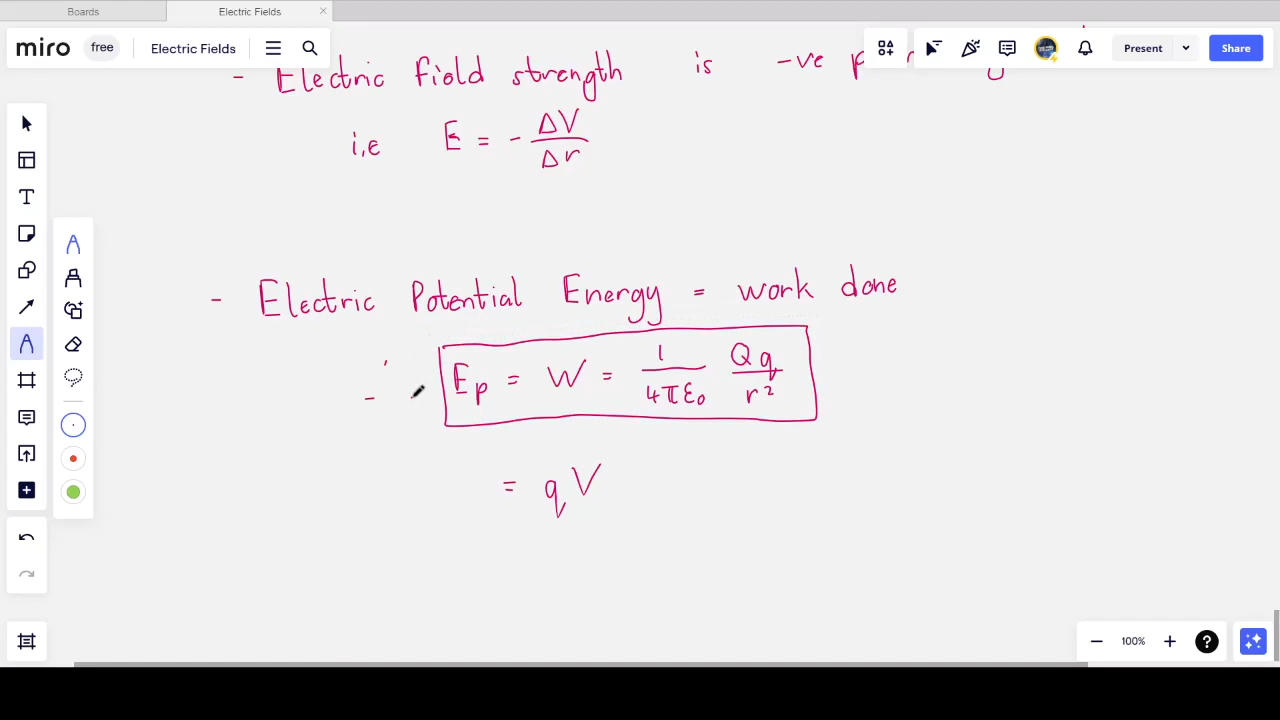 Boards
Electric Fields
miro free Electric Fields
Present
Share
- Electric field strength is -ve
i,e E = - ΔV/Δr
- Electric Potential Energy = work done
Ep = W = 1/4πε₀ Qq/r²
= qV
100%